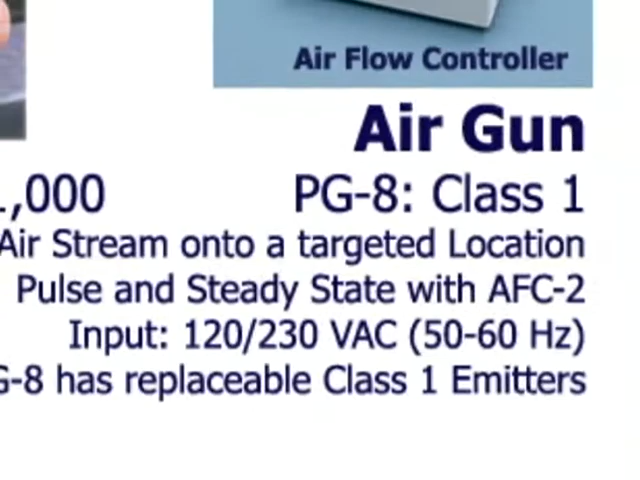 Air Flow Controller
Air Gun
,000 PG-8: Class 1
Air Stream onto a targeted Location
Pulse and Steady State with AFC-2
Input: 120/230 VAC (50-60 Hz)
-8 has replaceable Class 1 Emitters